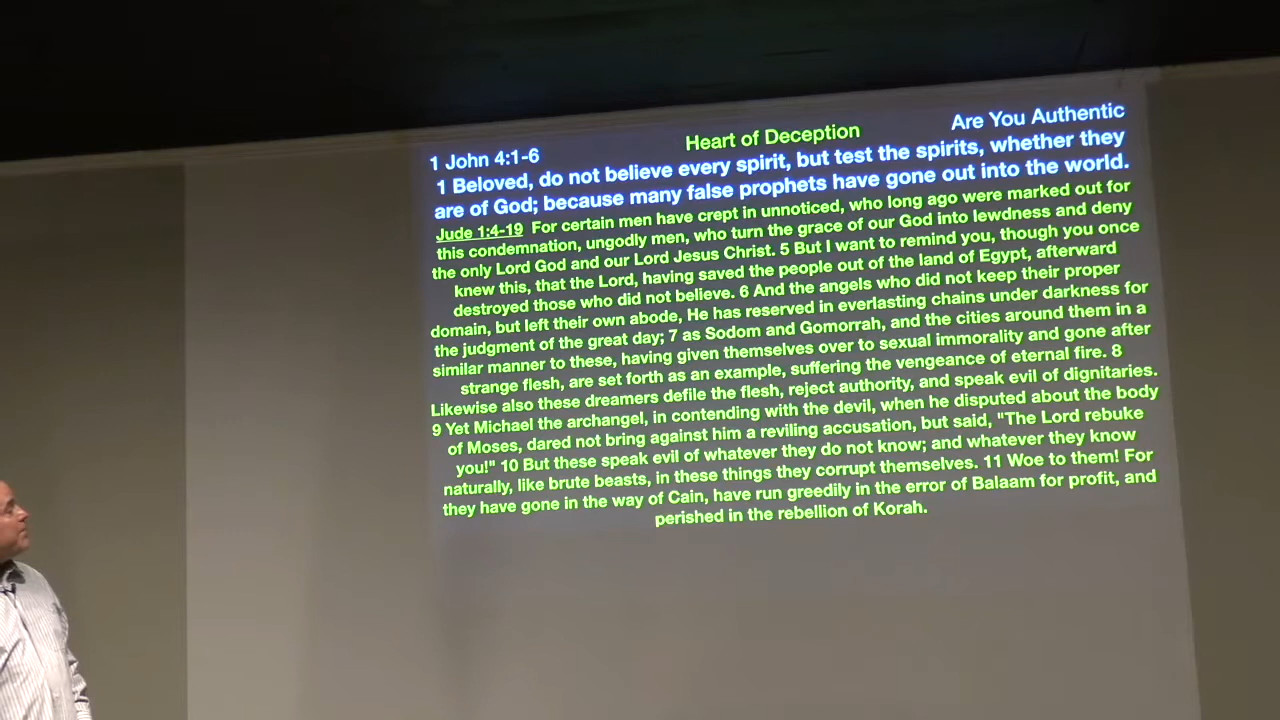 1 John 4:1-6 Heart of Deception Are You Authentic
1 Beloved, do not believe every spirit, but test the spirits, whether they
are of God; because many false prophets have gone out into the world.
Jude 1:4-19 For certain men have crept in unnoticed, who long ago were marked out for
this condemnation, ungodly men, who turn the grace of our God into lewdness and deny
the only Lord God and our Lord Jesus Christ. 5 But I want to remind you, though you once
knew this, that the Lord, having saved the people out of the land of Egypt, afterward
destroyed those who did not believe. 6 And the angels who did not keep their proper
domain, but left their own abode, He has reserved in everlasting chains under darkness for
the judgment of the great day; 7 as Sodom and Gomorrah, and the cities around them in a
similar manner to these, having given themselves over to sexual immorality and gone after
strange flesh, are set forth as an example, suffering the vengeance of eternal fire. 8
Likewise also these dreamers defile the flesh, reject authority, and speak evil of dignitaries.
9 Yet Michael the archangel, in contending with the devil, when he disputed about the body
of Moses, dared not bring against him a reviling accusation, but said, "The Lord rebuke
you!" 10 But these speak evil of whatever they do not know; and whatever they know
naturally, like brute beasts, in these things they corrupt themselves. 11 Woe to them! For
they have gone in the way of Cain, have run greedily in the error of Balaam for profit, and
perished in the rebellion of Korah.